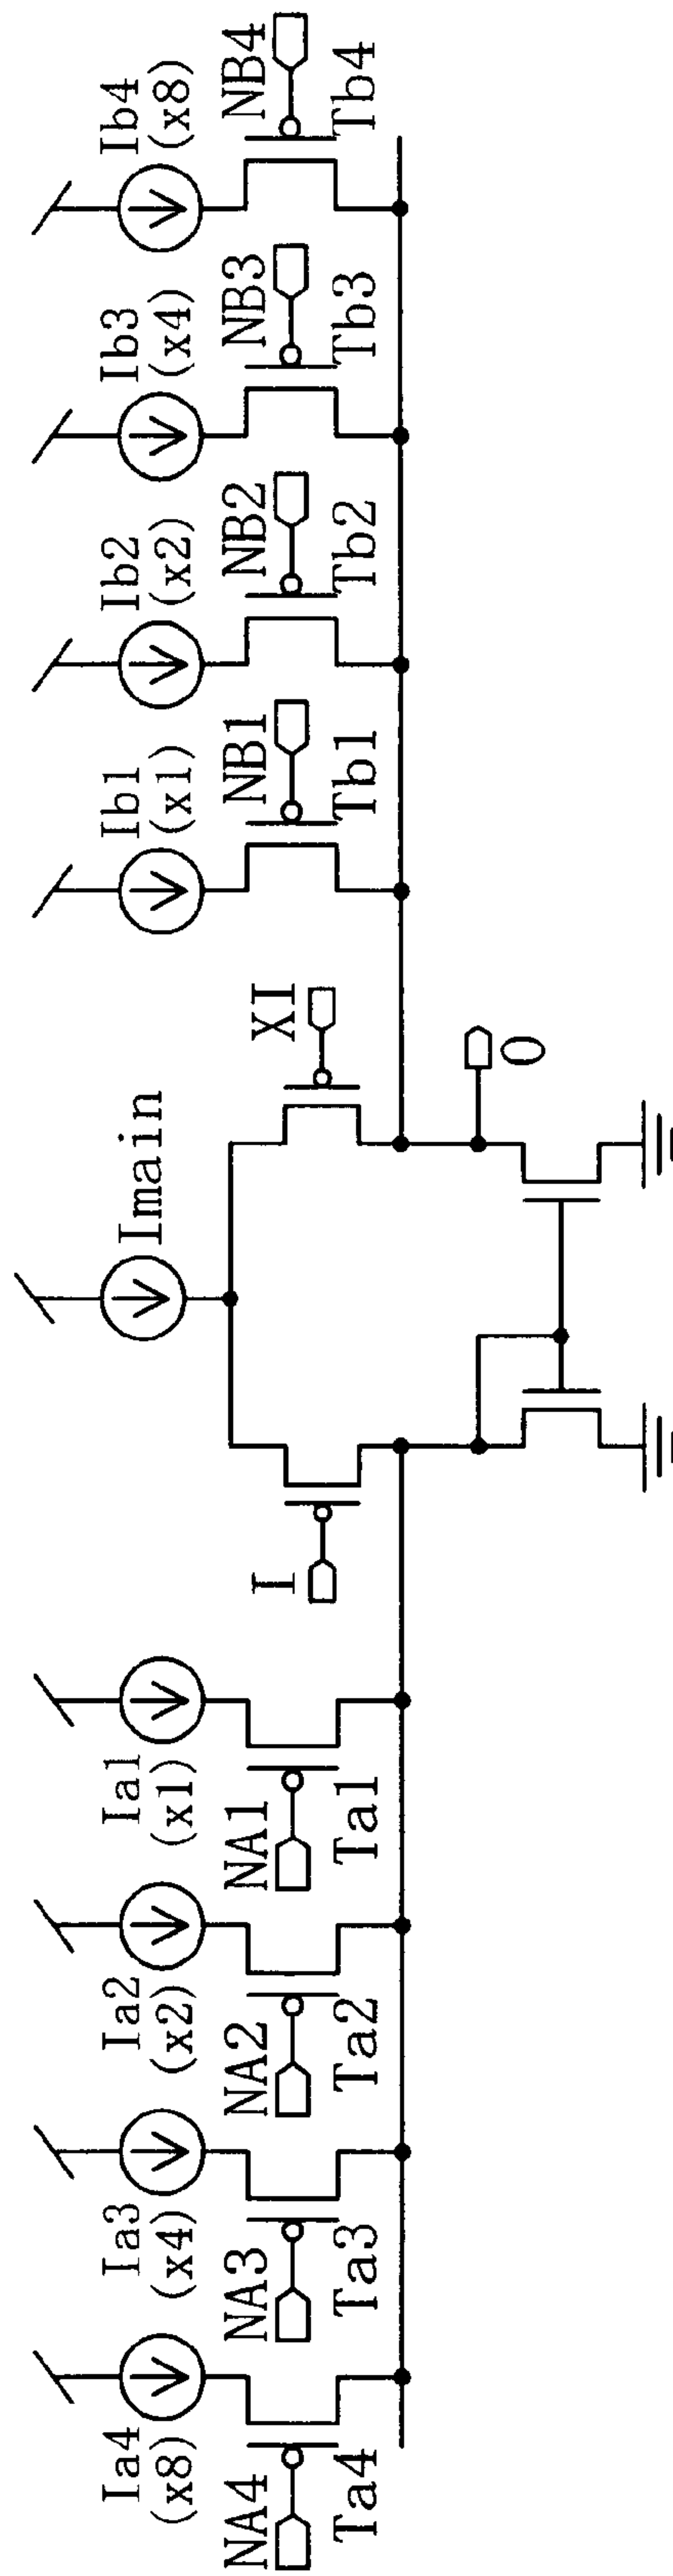 Ia4
(x8)
NA4
Ta4
Ia3
(x4)
NA3
Ta3
Ia2
(x2)
NA2
Ta2
Ia1
(x1)
NA1
Ta1
I
Imain
XI
O
Ib1
(x1)
NB1
Tb1
Ib2
(x2)
NB2
Tb2
Ib3
(x4)
NB3
Tb3
Ib4
(x8)
NB4
Tb4